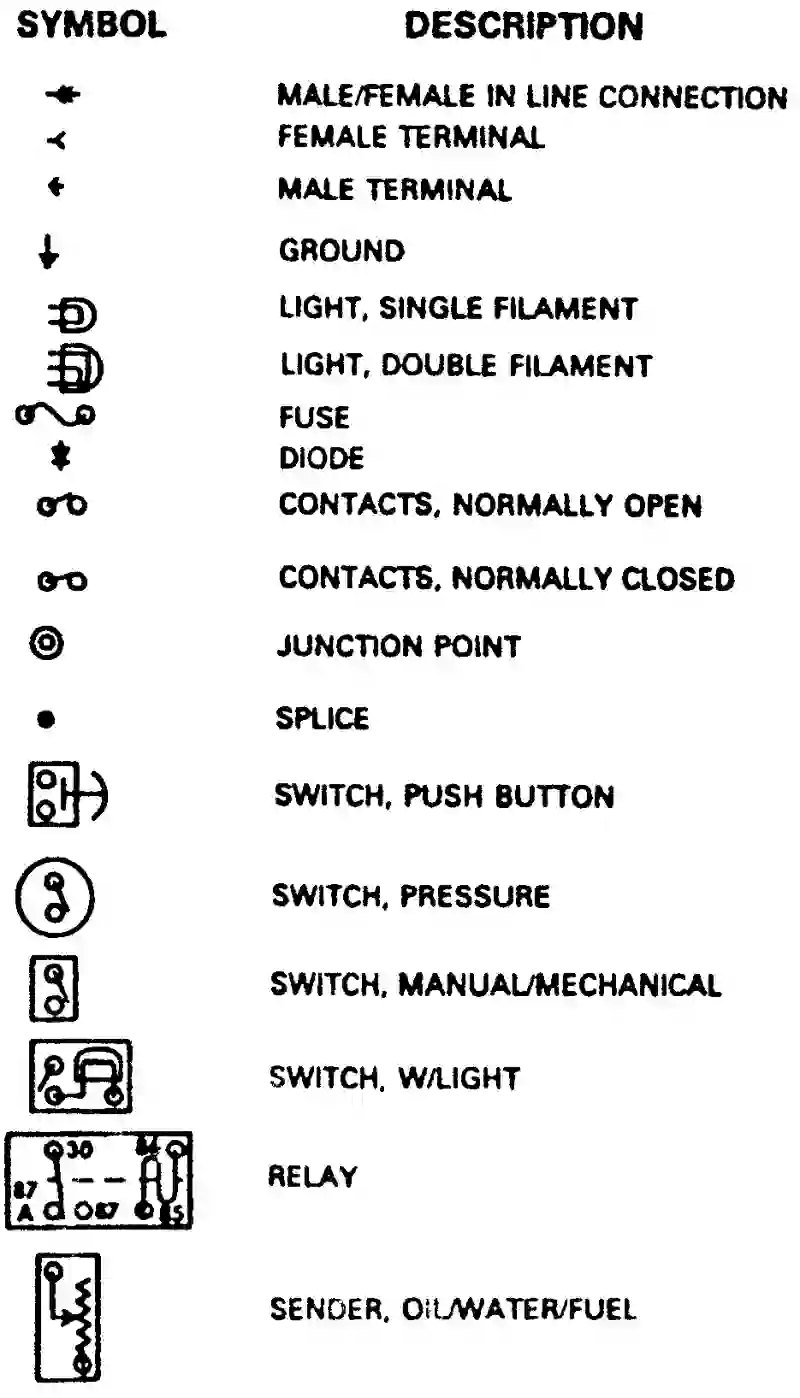 SYMBOL DESCRIPTION
MALE/FEMALE IN LINE CONNECTION
FEMALE TERMINAL
MALE TERMINAL
GROUND
LIGHT, SINGLE FILAMENT
LIGHT, DOUBLE FILAMENT
FUSE
DIODE
CONTACTS, NORMALLY OPEN
CONTACTS, NORMALLY CLOSED
JUNCTION POINT
SPLICE
SWITCH, PUSH BUTTON
SWITCH, PRESSURE
SWITCH, MANUAL/MECHANICAL
SWITCH, W/LIGHT
30
RELAY
87
A 87 85
SENDER, OIL/WATER/FUEL